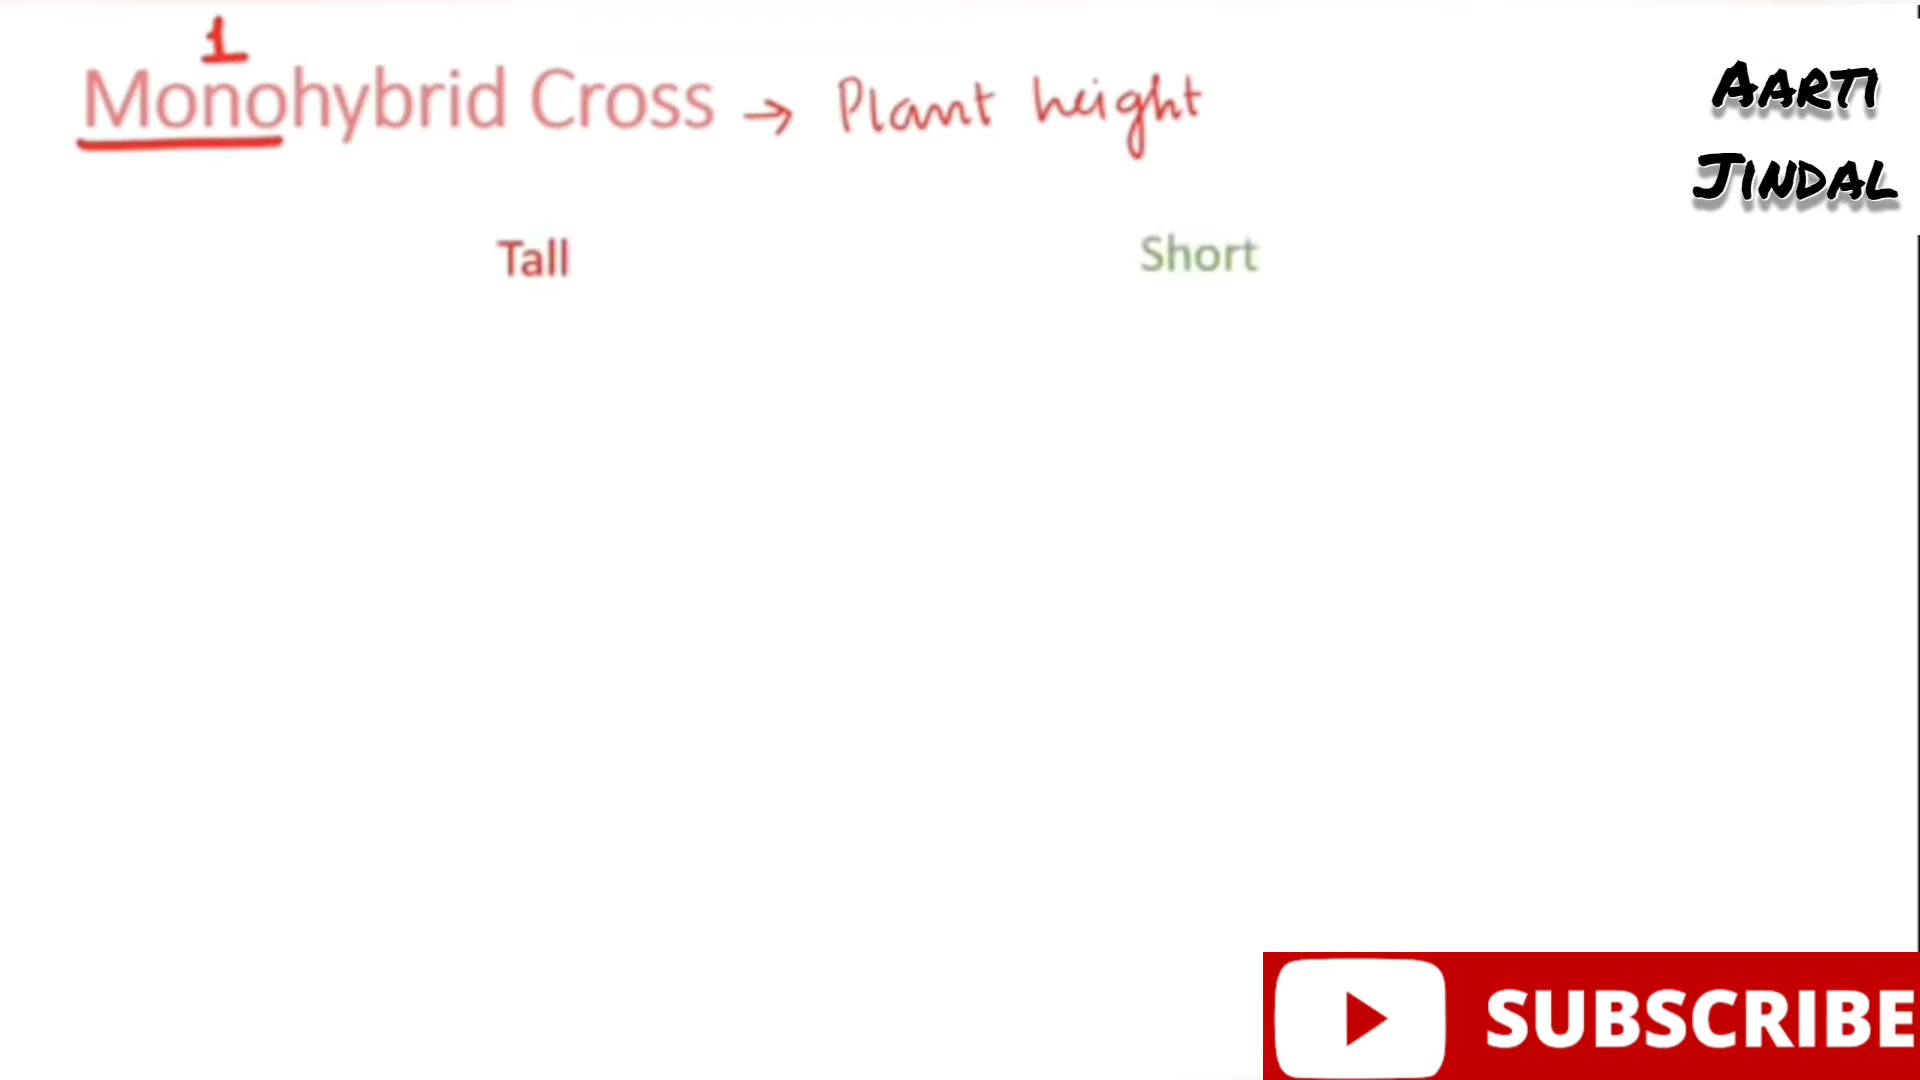 1
Monohybrid Cross → Plant height
AARTI
JINDAL
Tall
Short
SUBSCRIBE